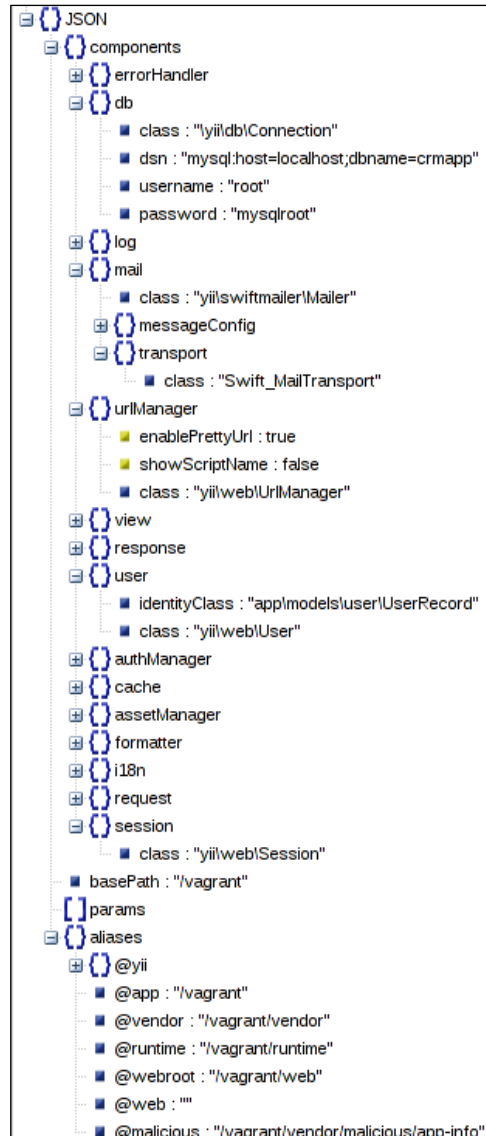 JSON
components
errorHandler
db
class : "\yii\db\Connection"
dsn : "mysql:host=localhost;dbname=crmapp"
username : "root"
password : "mysqlroot"
log
mail
class : "yii\swiftmailer\Mailer"
messageConfig
transport
class : "Swift_MailTransport"
urlManager
enablePrettyUrl : true
showScriptName : false
class : "yii\web\UrlManager"
view
response
user
identityClass : "app\models\user\UserRecord"
class : "yii\web\User"
authManager
cache
assetManager
formatter
i18n
request
session
class : "yii\web\Session"
basePath : "/vagrant"
params
aliases
@yii
@app : "/vagrant"
@vendor : "/vagrant/vendor"
@runtime : "/vagrant/runtime"
@webroot : "/vagrant/web"
@web : ""
@malicious : "/vagrant/vendor/malicious/app-info"